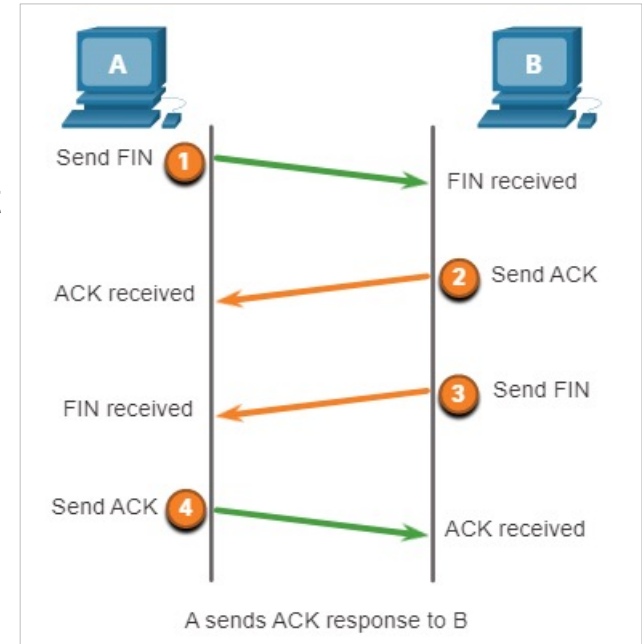 A
B
Send FIN 1
FIN received
2 Send ACK
ACK received
3 Send FIN
FIN received
Send ACK 4
ACK received
A sends ACK response to B